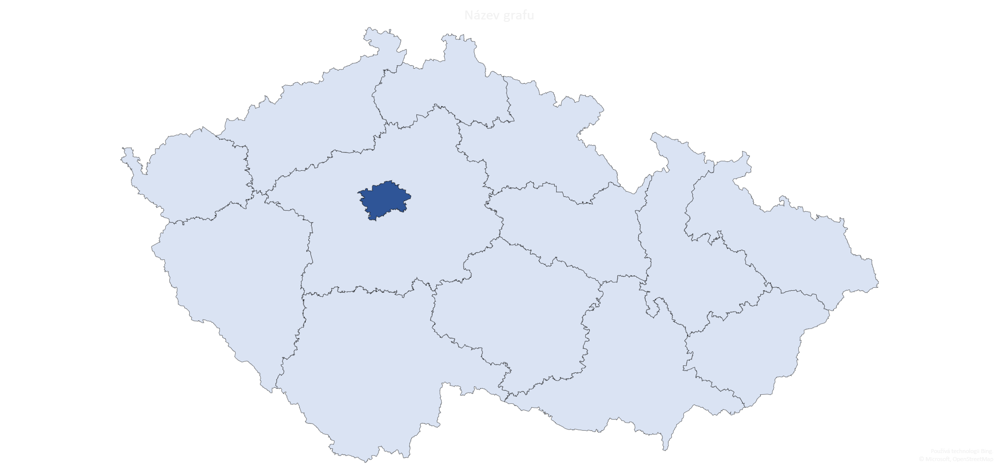 Název grafu
Používá technologii Bing.
© Microsoft, OpenStreetMap